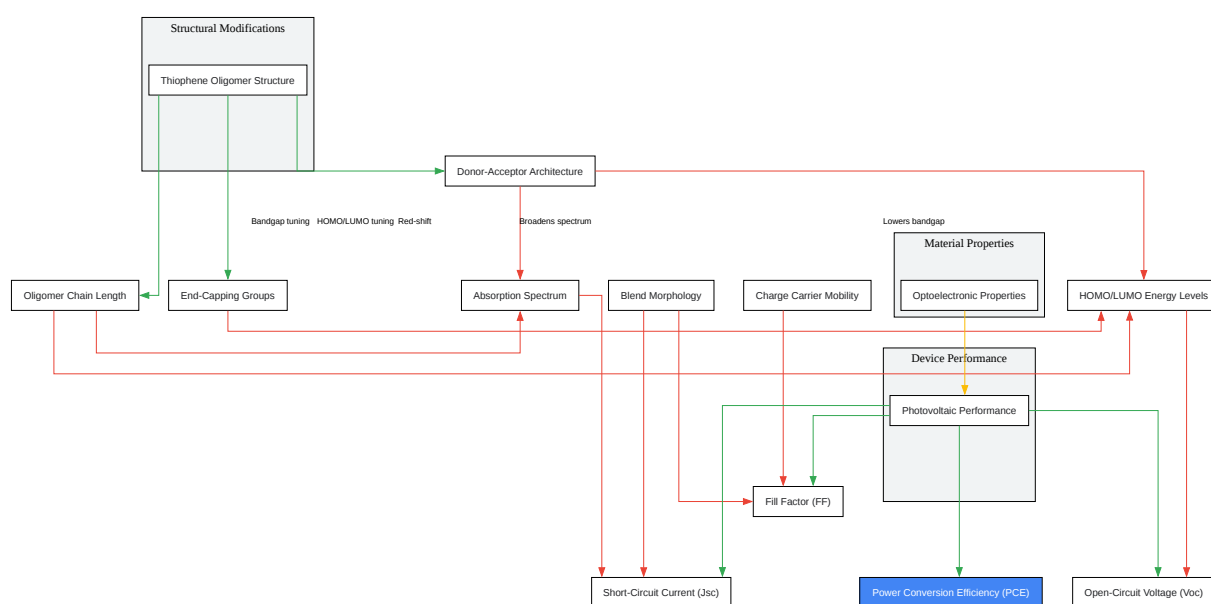 Structural Modifications
Thiophene Oligomer Structure
Donor-Acceptor Architecture
Bandgap tuning
HOMO/LUMO tuning
Red-shift
Broadens spectrum
Lowers bandgap
Material Properties
Oligomer Chain Length
End-Capping Groups
Absorption Spectrum
Blend Morphology
Charge Carrier Mobility
Optoelectronic Properties
HOMO/LUMO Energy Levels
Device Performance
Photovoltaic Performance
Fill Factor (FF)
Short-Circuit Current (Jsc)
Power Conversion Efficiency (PCE)
Open-Circuit Voltage (Voc)